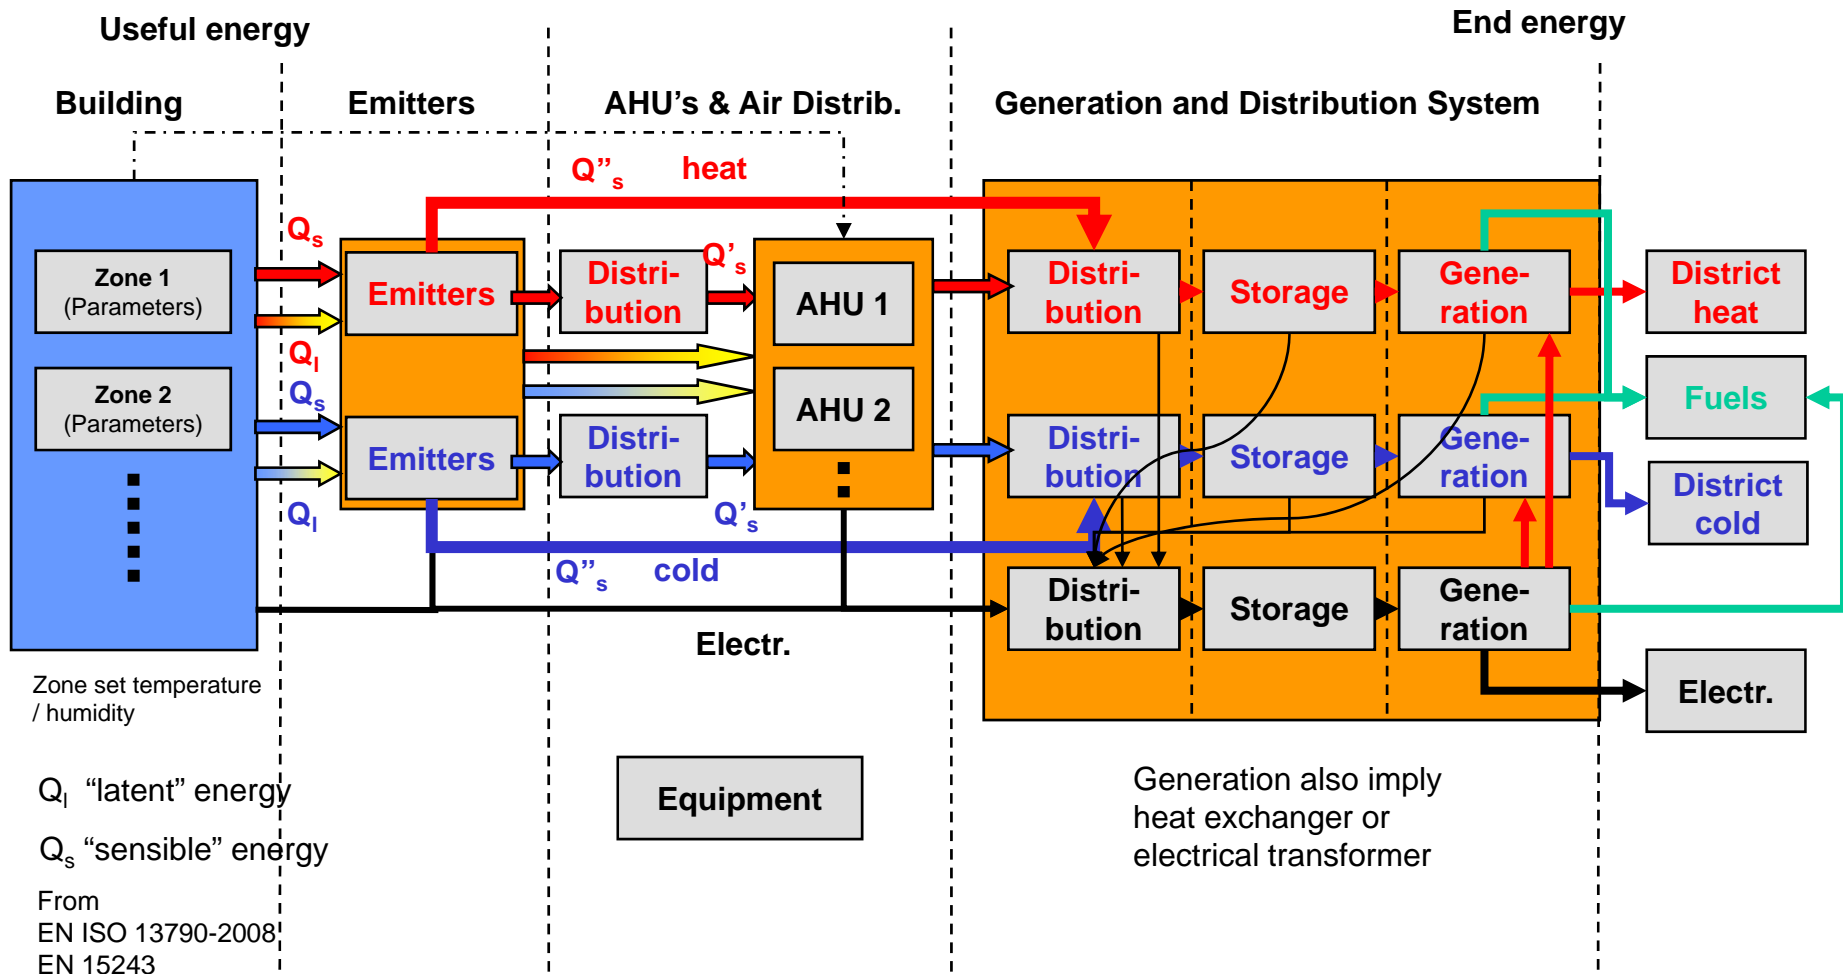 Useful energy
End energy
Building
Emitters
AHU's & Air Distrib.
Generation and Distribution System
Q”s heat
Qs
Zone 1
(Parameters)
Ql
Emitters
Distri-
bution
Q’s
AHU 1
Distri-
bution
Storage
Gene-
ration
District
heat
Zone 2
(Parameters)
Qs
Ql
Emitters
Distri-
bution
Q’s
AHU 2
Distri-
bution
Storage
Gene-
ration
Fuels
District
cold
Q”s cold
Distri-
bution
Storage
Gene-
ration
Electr.
Electr.
Zone set temperature
/ humidity
Ql “latent” energy
Qs “sensible” energy
From
EN ISO 13790-2008
EN 15243
Equipment
Generation also imply
heat exchanger or
electrical transformer